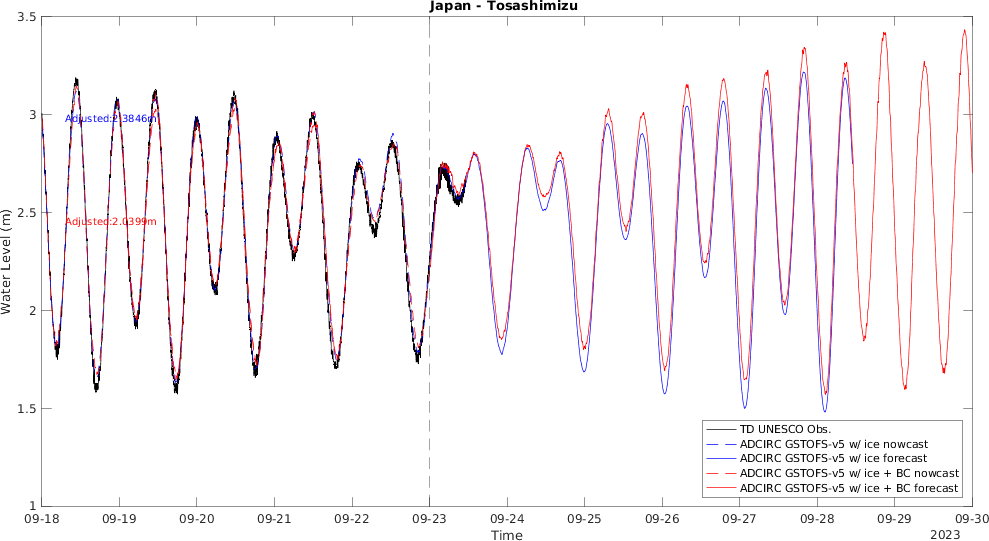 Japan - Tosashimizu
3.5
3
2.5
2
1.5
1
Water Level (m)
Adjusted:2.3846m
Adjusted:2.0399m
TD UNESCO Obs.
ADCIRC GSTOFS-v5 w/ ice nowcast
ADCIRC GSTOFS-v5 w/ ice forecast
ADCIRC GSTOFS-v5 w/ ice + BC nowcast
ADCIRC GSTOFS-v5 w/ ice + BC forecast
09-18 09-19 09-20 09-21 09-22 09-23 09-24 09-25 09-26 09-27 09-28 09-29 09-30
Time
2023